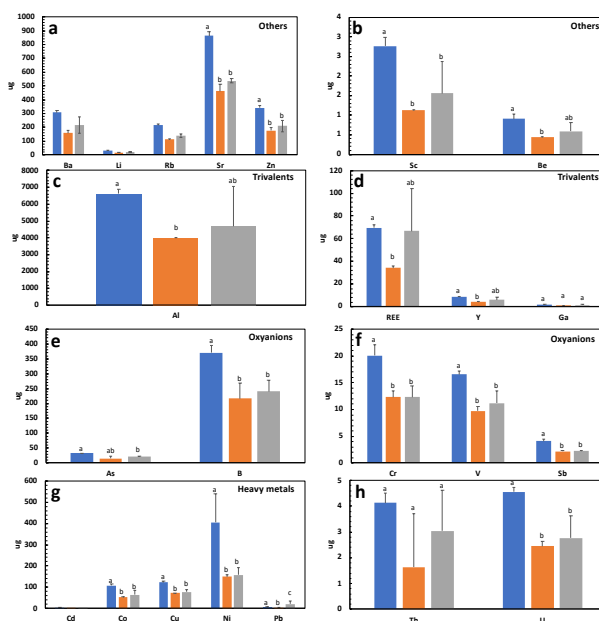 a
Others
1000
900
800
700
600
500
400
300
200
100
0
ug
a
b b
a
b b
Ba Li Rb Sr Zn
b
Others
4
3
3
2
2
1
1
0
ug
a
b
ab
a
b
ab
Sc Be
c
Trivalents
8000
7000
6000
5000
4000
3000
2000
1000
0
ug
a
b
ab
Al
d
Trivalents
120
100
80
60
40
20
0
ug
a
b
ab
a b ab
a a a
REE Y Ga
e
Oxyanions
450
400
350
300
250
200
150
100
50
0
ug
a ab b
a
b b
As B
f
Oxyanions
25
20
15
10
5
0
ug
a
b b
a
b
b
a
b b
Cr V Sb
g
Heavy metals
600
500
400
300
200
100
0
ug
a
b b
a
b b
a
b b
a b c
Cd Co Cu Ni Pb
h
5
4
3
2
1
0
ug
a
a
a
a
b
b
Th U